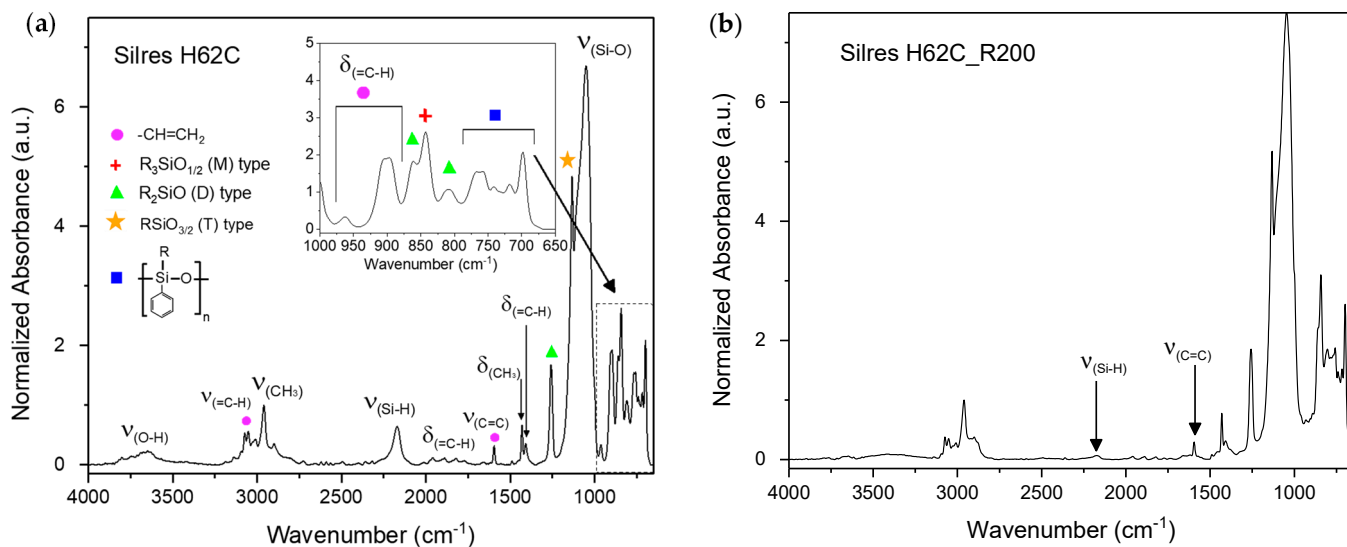 (a)
Silres H62C
-CH=CH₂
R₃SiO₁/₂ (M) type
R₂SiO (D) type
RSiO₃/₂ (T) type
R
Si
O
n
δ(=C-H)
5
4
3
2
1
0
1000 950 900 850 800 750 700 650
Wavenumber (cm⁻¹)
ν(Si-O)
δ(=C-H)
δ(CH₃)
ν(=C-H)
ν(CH₃)
ν(Si-H)
ν(C=C)
ν(O-H)
δ(=C-H)
Normalized Absorbance (a.u.)
6
4
2
0
4000 3500 3000 2500 2000 1500 1000
Wavenumber (cm⁻¹)
(b)
Silres H62C_R200
ν(Si-H)
ν(C=C)
Normalized Absorbance (a.u.)
6
4
2
0
4000 3500 3000 2500 2000 1500 1000
Wavenumber (cm⁻¹)